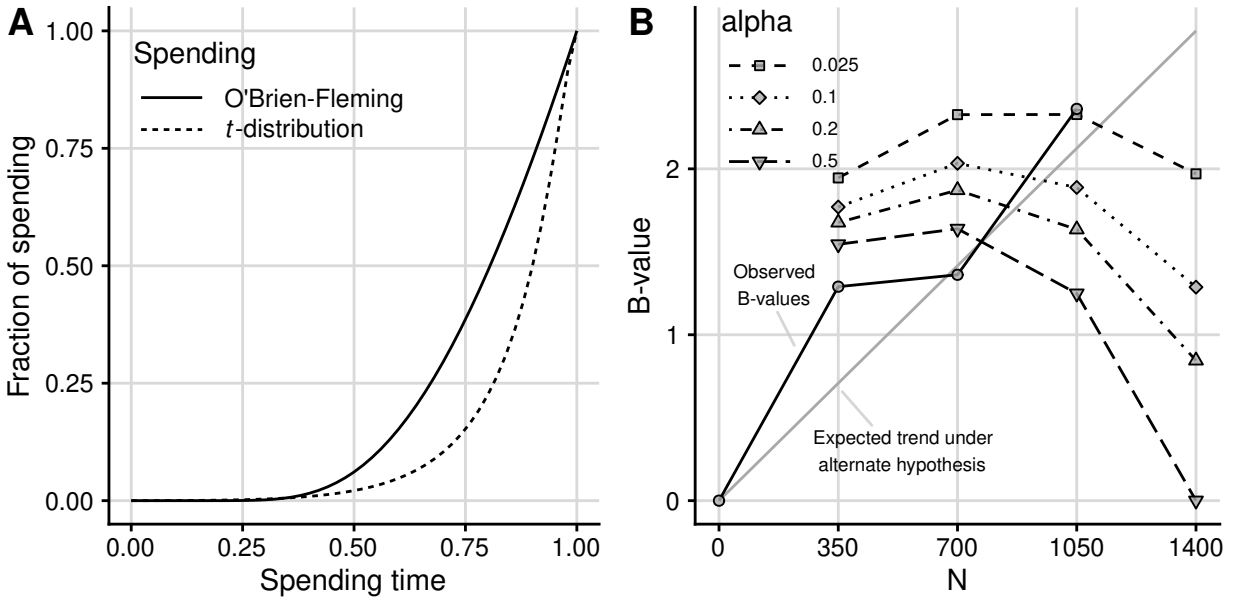 A
Fraction of spending
1.00
0.75
0.50
0.25
0.00
Spending
O'Brien-Fleming
t-distribution
0.00 0.25 0.50 0.75 1.00
Spending time
B
B-value
2
1
0
alpha
0.025
0.1
0.2
0.5
Observed
B-values
Expected trend under
alternate hypothesis
0 350 700 1050 1400
N